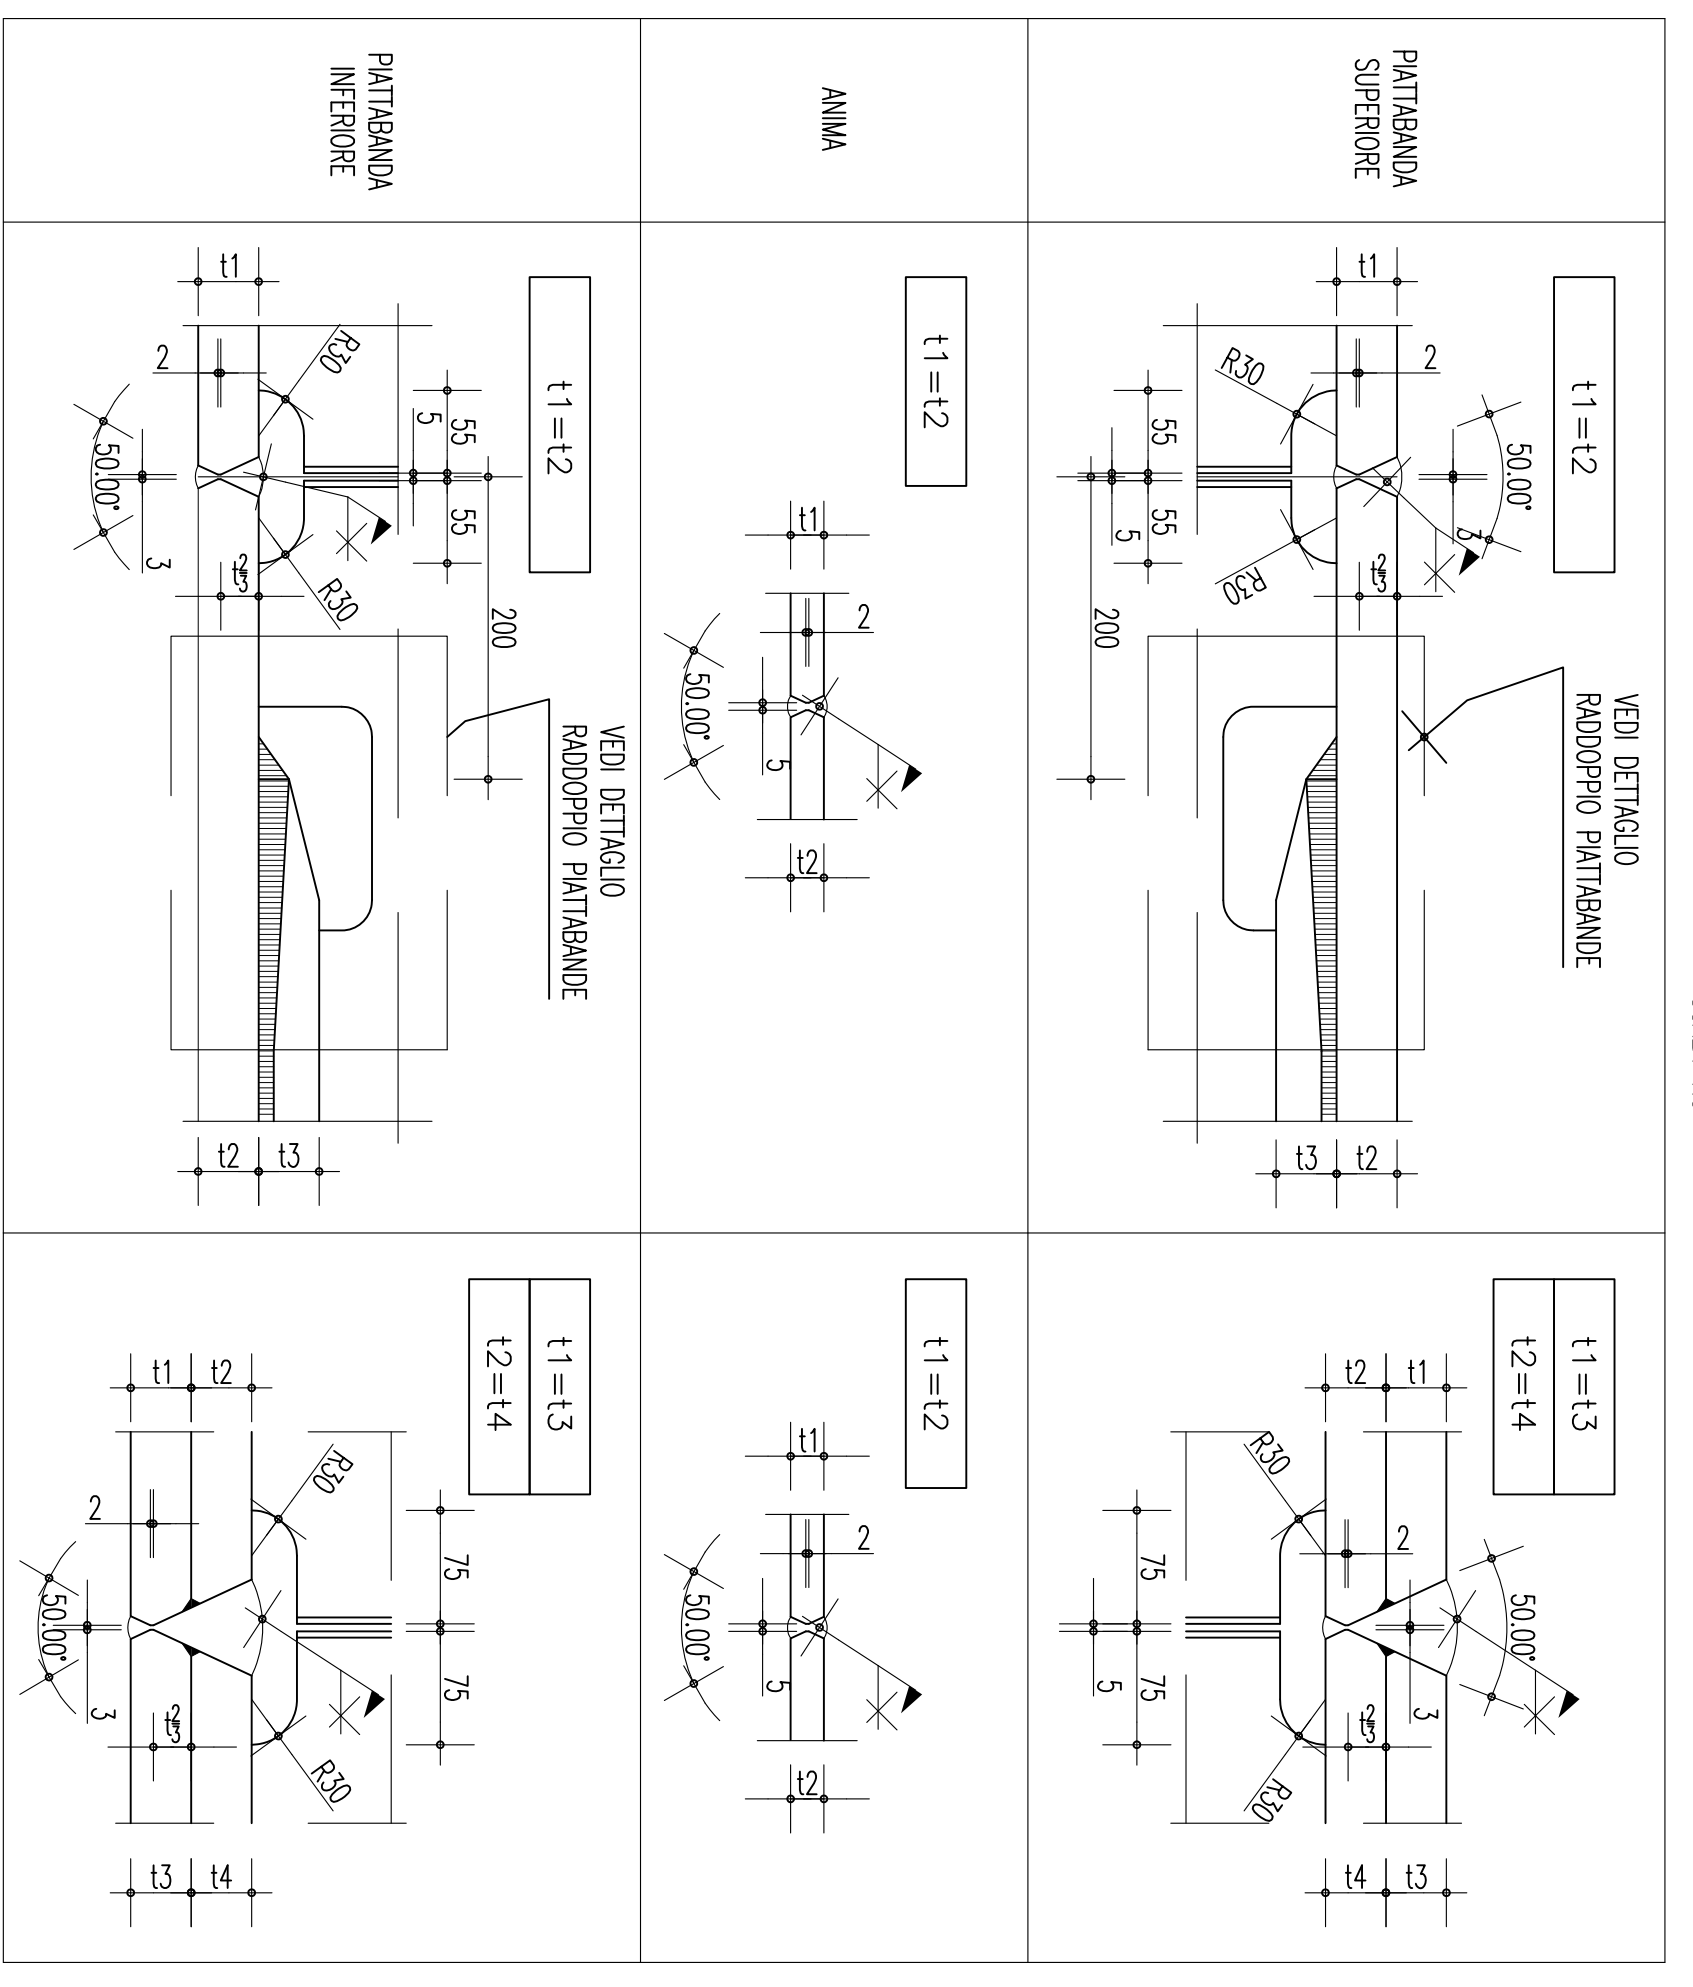 PIATTABANDA
SUPERIORE
t1=t2
t1
2
50.00°
3
R30
R30
55
55
5
t 2/3
200
VEDI DETTAGLIO
RADDOPPIO PIATTABANDE
t3
t2
t1=t3
t2=t4
t2
t1
R30
2
50.00°
3
75
75
5
t 2/3
R30
t4
t3
ANIMA
t1=t2
t1
2
50.00°
5
t2
t1=t2
t1
2
50.00°
5
t2
PIATTABANDA
INFERIORE
t1=t2
t1
R30
2
55
5
55
50.00°
3
t 2/3
R30
200
VEDI DETTAGLIO
RADDOPPIO PIATTABANDE
t2
t3
t1=t3
t2=t4
t1
t2
R30
2
75
75
50.00°
3
t 2/3
R30
t3
t4